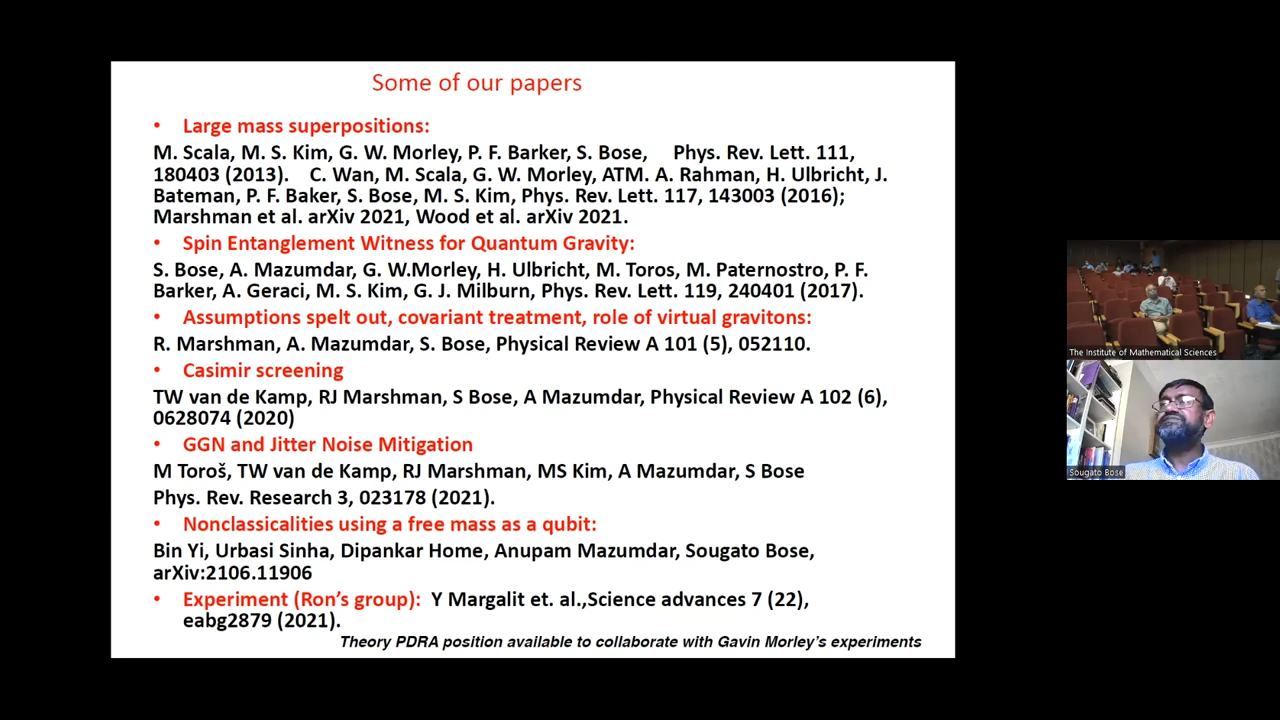 Some of our papers
• Large mass superpositions:
M. Scala, M. S. Kim, G. W. Morley, P. F. Barker, S. Bose, Phys. Rev. Lett. 111,
180403 (2013). C. Wan, M. Scala, G. W. Morley, ATM. A. Rahman, H. Ulbricht, J.
Bateman, P. F. Baker, S. Bose, M. S. Kim, Phys. Rev. Lett. 117, 143003 (2016);
Marshman et al. arXiv 2021, Wood et al. arXiv 2021.
• Spin Entanglement Witness for Quantum Gravity:
S. Bose, A. Mazumdar, G. W.Morley, H. Ulbricht, M. Toros, M. Paternostro, P. F.
Barker, A. Geraci, M. S. Kim, G. J. Milburn, Phys. Rev. Lett. 119, 240401 (2017).
• Assumptions spelt out, covariant treatment, role of virtual gravitons:
R. Marshman, A. Mazumdar, S. Bose, Physical Review A 101 (5), 052110.
• Casimir screening
TW van de Kamp, RJ Marshman, S Bose, A Mazumdar, Physical Review A 102 (6),
0628074 (2020)
• GGN and Jitter Noise Mitigation
M Toroš, TW van de Kamp, RJ Marshman, MS Kim, A Mazumdar, S Bose
Phys. Rev. Research 3, 023178 (2021).
• Nonclassicalities using a free mass as a qubit:
Bin Yi, Urbasi Sinha, Dipankar Home, Anupam Mazumdar, Sougato Bose,
arXiv:2106.11906
• Experiment (Ron's group): Y Margalit et. al.,Science advances 7 (22),
eabg2879 (2021).
Theory PDRA position available to collaborate with Gavin Morley's experiments
The Institute of Mathematical Sciences
Sougato Bose